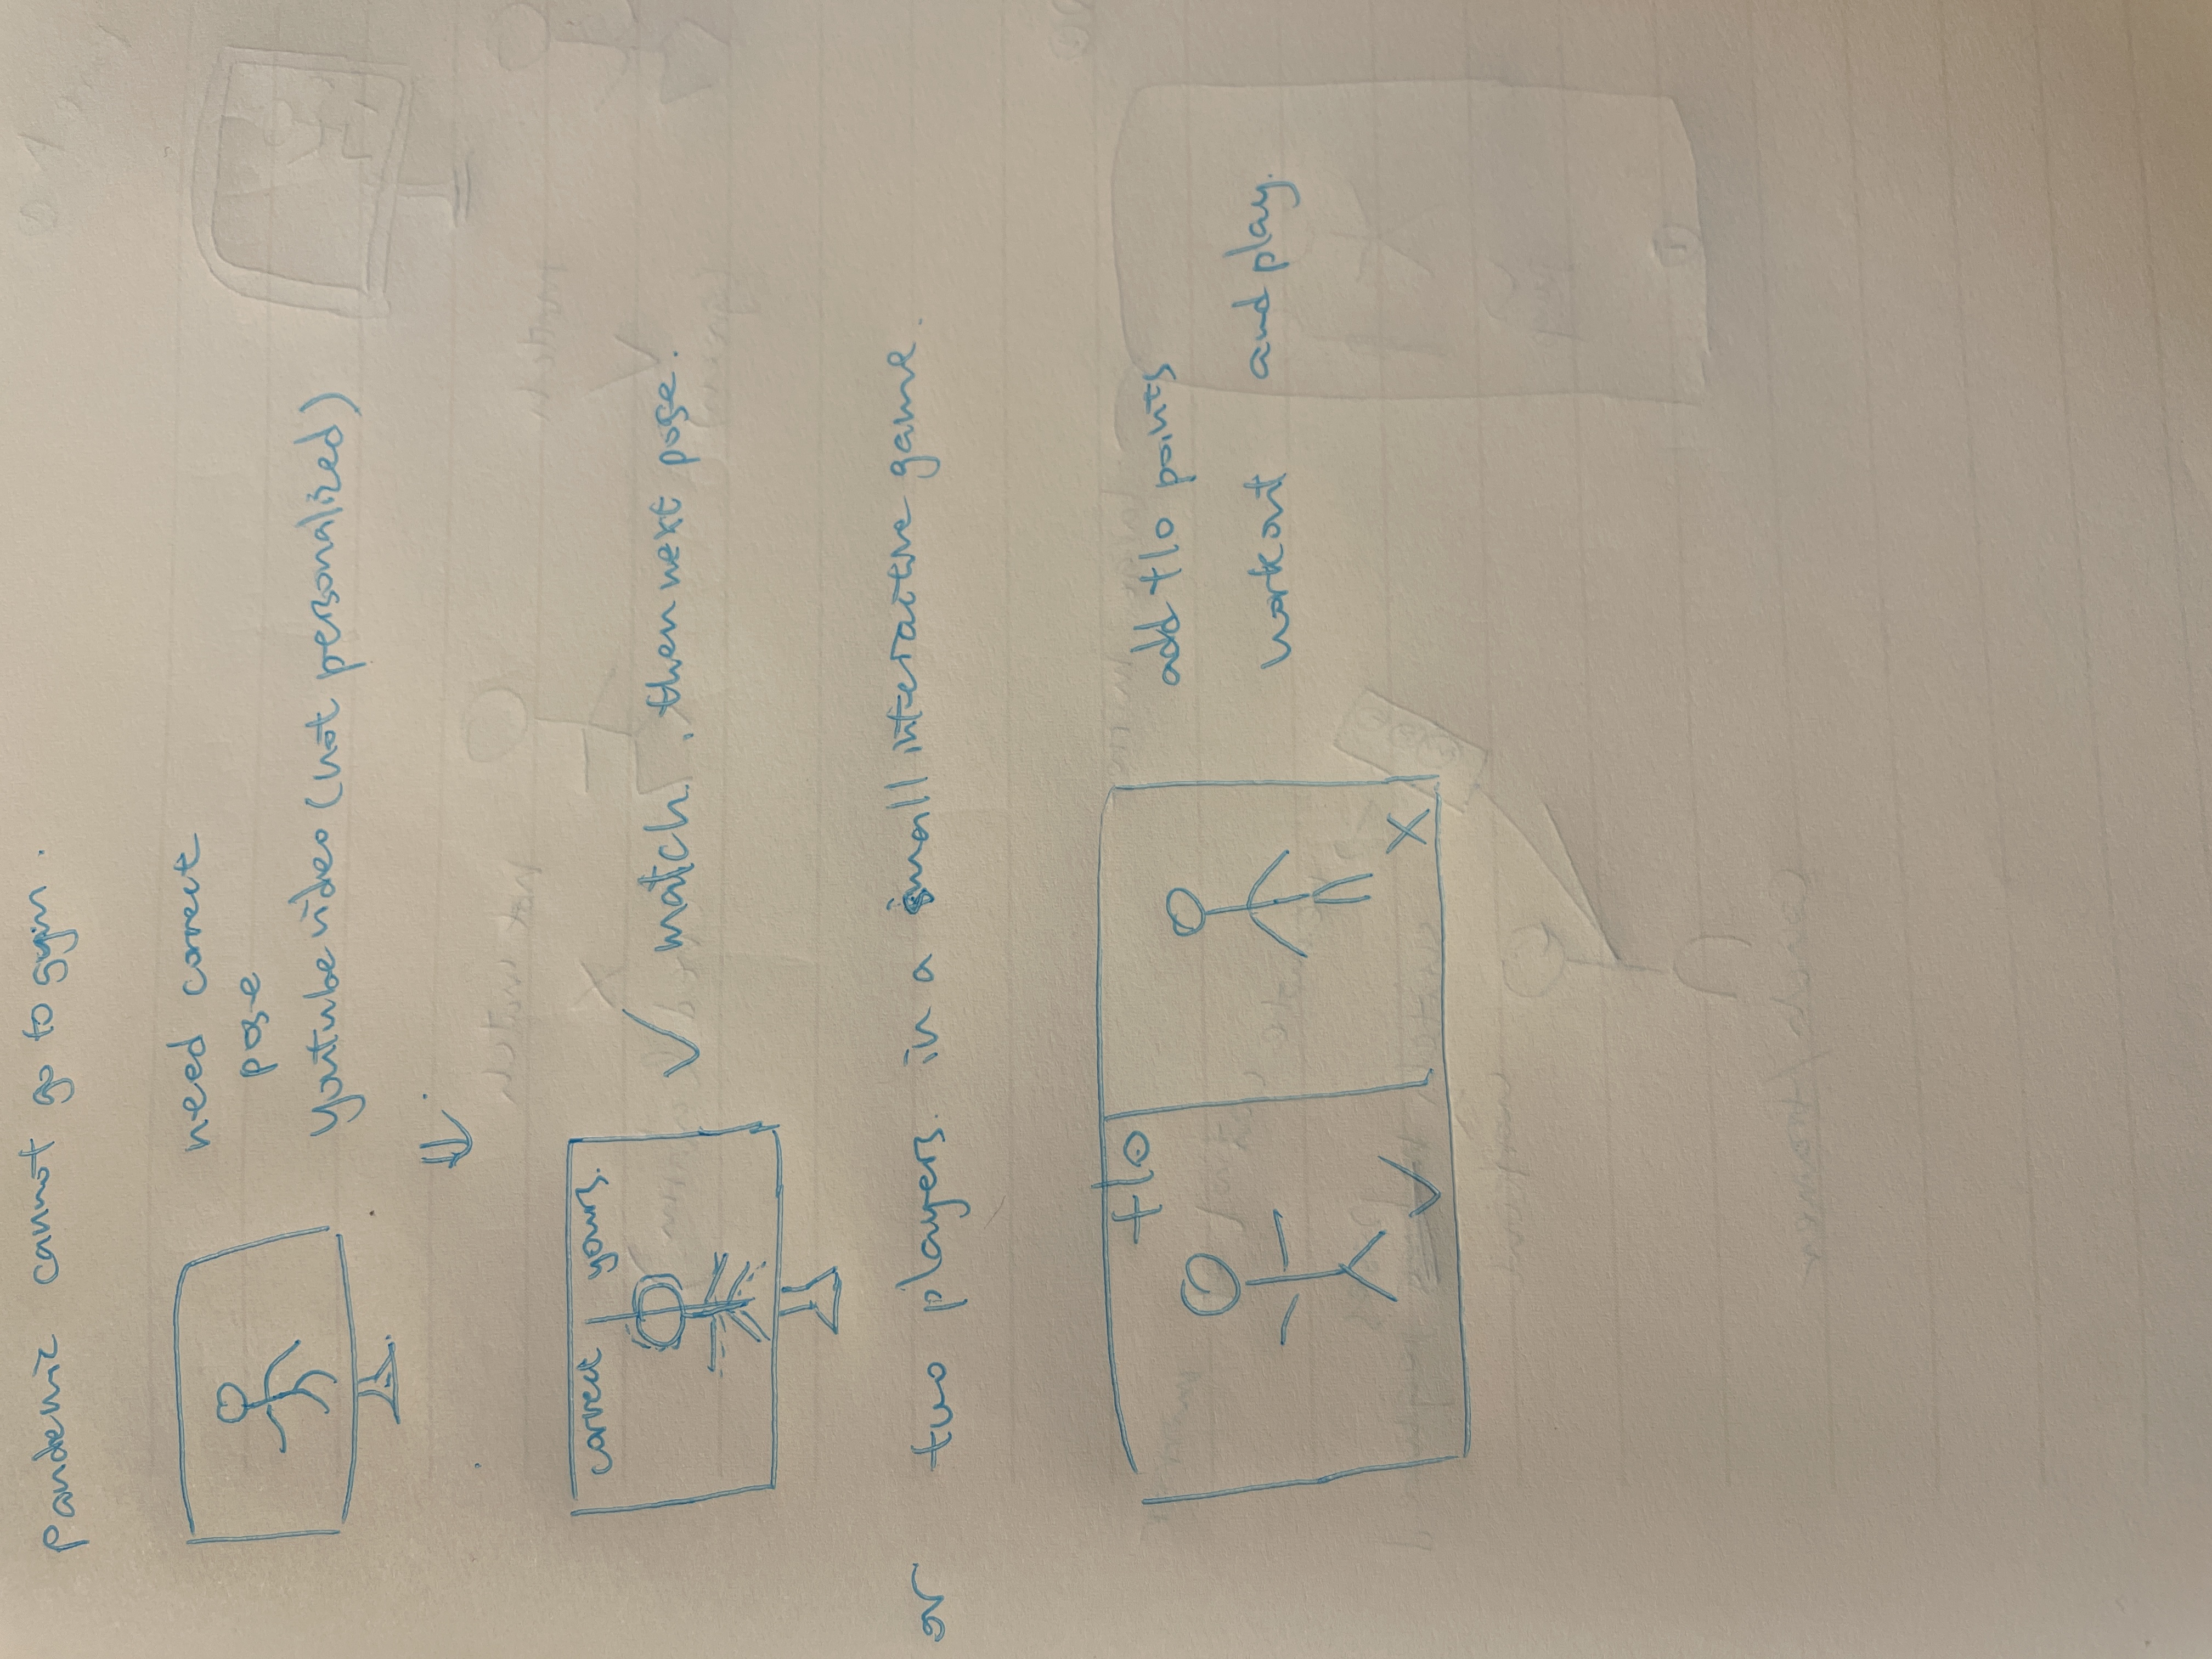 Pandemic cannot go to gym.
need correct
pose
Youtube video (not personalized)
correct yours.
match. then next pose.
or two players. in a small interactive game.
+10
add +10 points
workout and play.